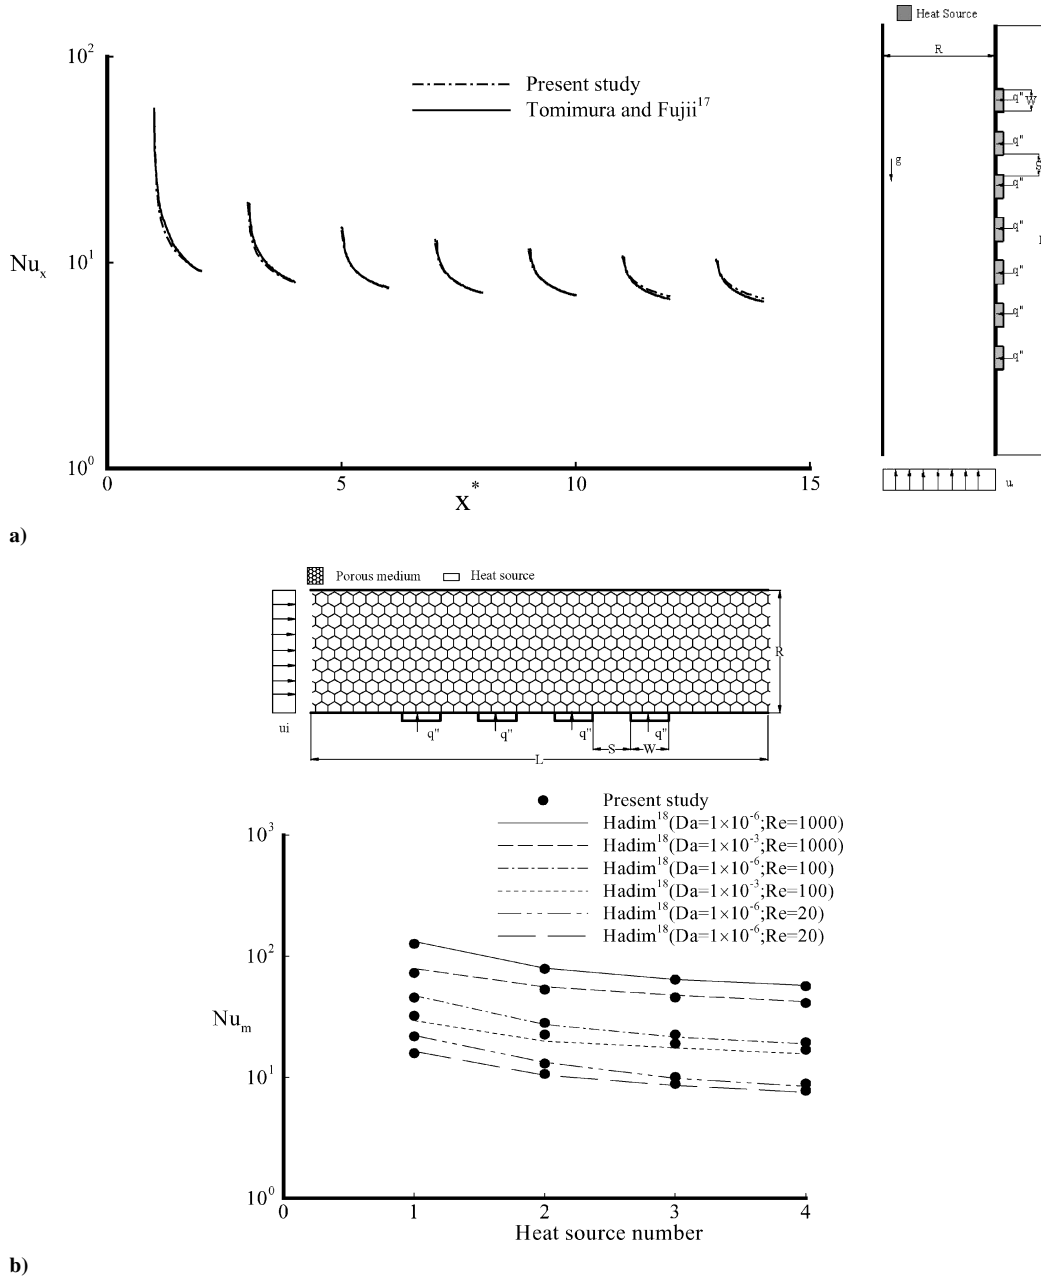 Heat Source
10²
R
Present study
Tomimura and Fujii¹⁷
q"
W
q"
S
g
q"
q"
Nuₓ
10¹
q"
q"
q"
10⁰
0
5
10
15
X*
u
a)
Porous medium
Heat source
R
ui
q"
q"
q"
q"
S
W
L
Present study
Hadim¹⁸(Da=1×10⁻⁶;Re=1000)
Hadim¹⁸(Da=1×10⁻³;Re=1000)
Hadim¹⁸(Da=1×10⁻⁶;Re=100)
Hadim¹⁸(Da=1×10⁻³;Re=100)
Hadim¹⁸(Da=1×10⁻⁶;Re=20)
Hadim¹⁸(Da=1×10⁻⁶;Re=20)
10³
10²
Nuₘ
10¹
10⁰
0
1
2
3
4
Heat source number
b)